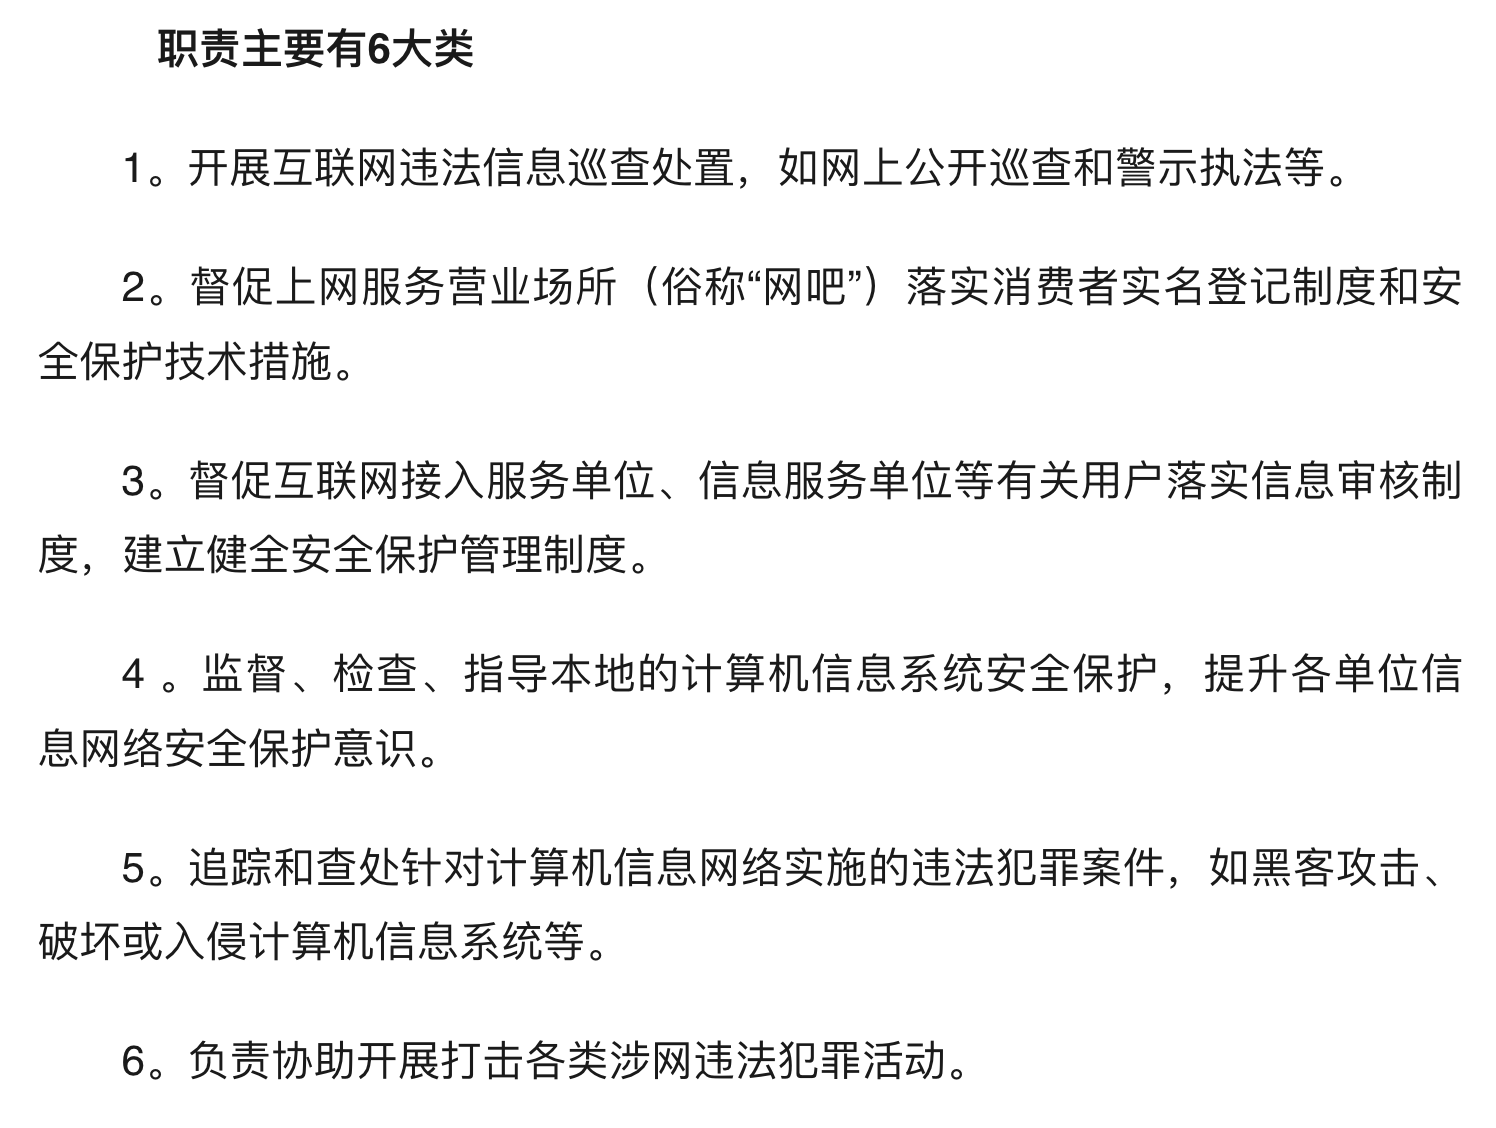 职责主要有6大类
1。开展互联网违法信息巡查处置，如网上公开巡查和警示执法等。
2。督促上网服务营业场所（俗称“网吧”）落实消费者实名登记制度和安
全保护技术措施。
3。督促互联网接入服务单位、信息服务单位等有关用户落实信息审核制
度，建立健全安全保护管理制度。
4 。监督、检查、指导本地的计算机信息系统安全保护，提升各单位信
息网络安全保护意识。
5。追踪和查处针对计算机信息网络实施的违法犯罪案件，如黑客攻击、
破坏或入侵计算机信息系统等。
6。负责协助开展打击各类涉网违法犯罪活动。